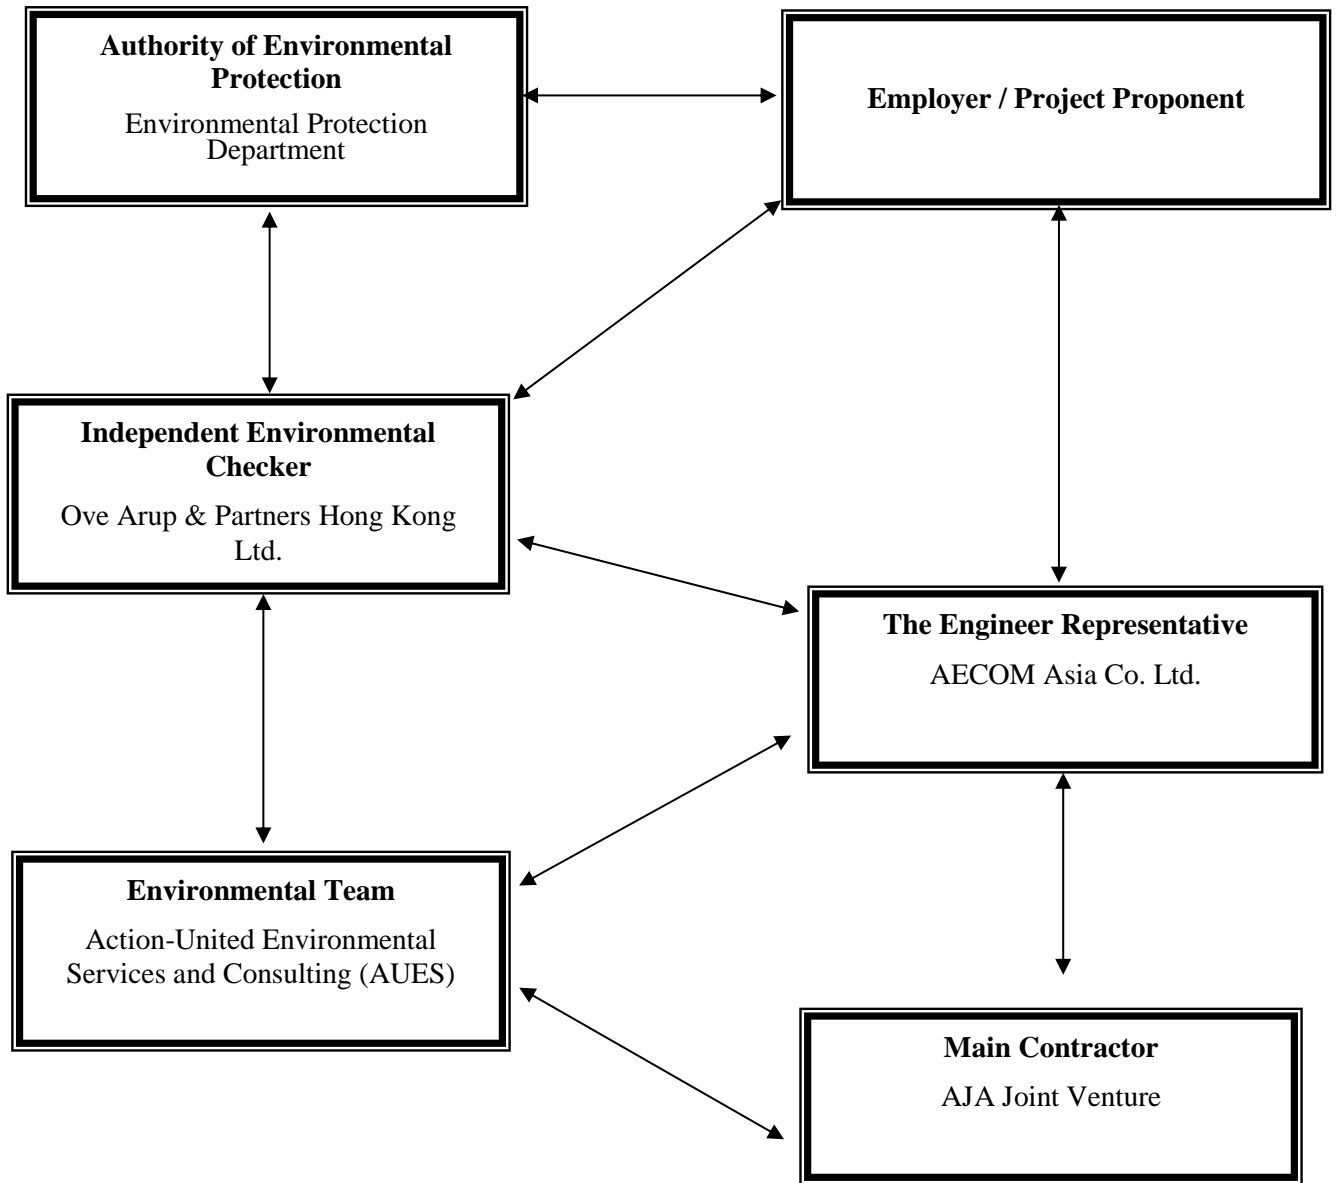 Authority of Environmental
Protection
Environmental Protection
Department
Employer / Project Proponent
Independent Environmental
Checker
Ove Arup & Partners Hong Kong
Ltd.
The Engineer Representative
AECOM Asia Co. Ltd.
Environmental Team
Action-United Environmental
Services and Consulting (AUES)
Main Contractor
AJA Joint Venture